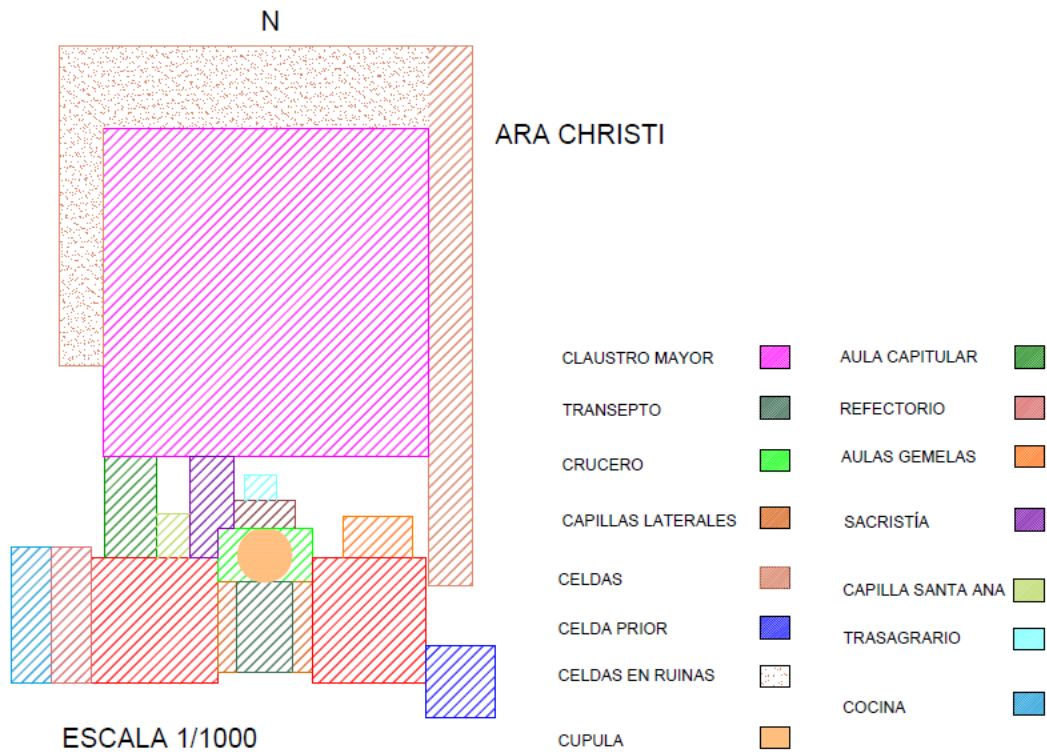 N
ARA CHRISTI
CLAUSTRO MAYOR
TRANSEPTO
CRUCERO
CAPILLAS LATERALES
CELDAS
CELDA PRIOR
CELDAS EN RUINAS
CUPULA
AULA CAPITULAR
REFECTORIO
AULAS GEMELAS
SACRISTÍA
CAPILLA SANTA ANA
TRASAGRARIO
COCINA
ESCALA 1/1000